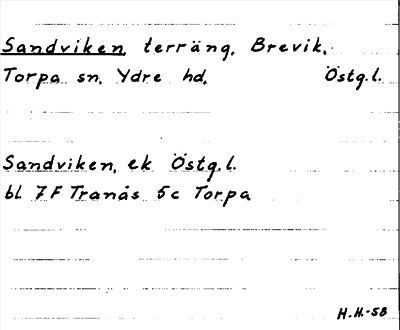 Sandviken, terräng, Brevik,
Torpa sn, Ydre hd, Östg.l.
Sandviken, ek Östg.l.
bl 7F Tranås 5c Torpa
H.H.-58